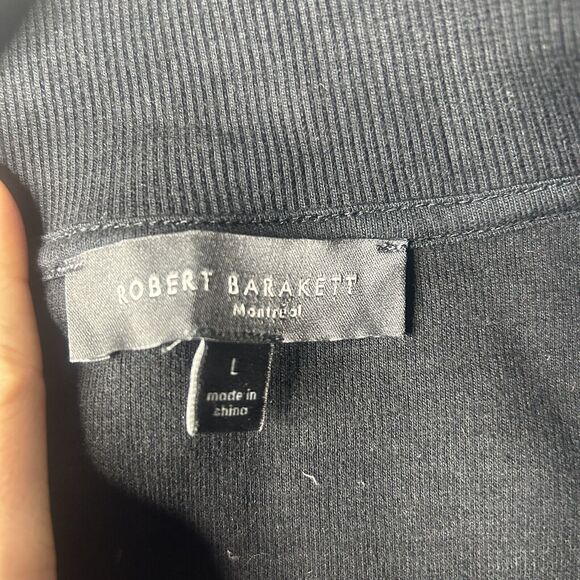 ROBERT BARAKETT
Montreal
L
made in
china